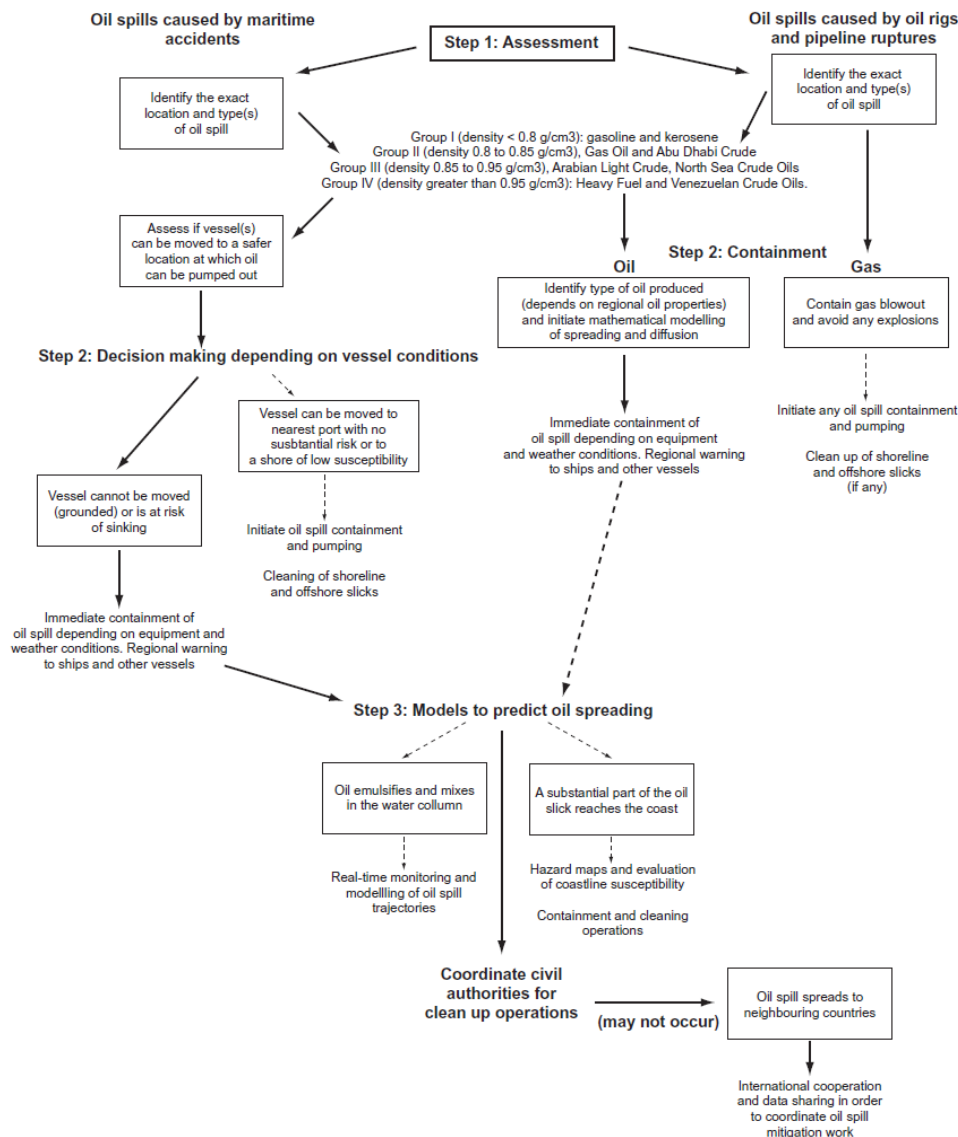 Oil spills caused by maritime
accidents
Step 1: Assessment
Oil spills caused by oil rigs
and pipeline ruptures
Identify the exact
location and type(s)
of oil spill
Identify the exact
location and type(s)
of oil spill
Group I (density < 0.8 g/cm3): gasoline and kerosene
Group II (density 0.8 to 0.85 g/cm3), Gas Oil and Abu Dhabi Crude
Group III (density 0.85 to 0.95 g/cm3), Arabian Light Crude, North Sea Crude Oils
Group IV (density greater than 0.95 g/cm3): Heavy Fuel and Venezuelan Crude Oils.
Assess if vessel(s)
can be moved to a safer
location at which oil
can be pumped out
Step 2: Containment
Oil
Gas
Identify type of oil produced
(depends on regional oil properties)
and initiate mathematical modelling
of spreading and diffusion
Contain gas blowout
and avoid any explosions
Step 2: Decision making depending on vessel conditions
Vessel can be moved to
nearest port with no
susbtantial risk or to
a shore of low susceptibility
Immediate containment of
oil spill depending on equipment
and weather conditions. Regional warning
to ships and other vessels
Initiate any oil spill containment
and pumping
Clean up of shoreline
and offshore slicks
(if any)
Vessel cannot be moved
(grounded) or is at risk
of sinking
Initiate oil spill containment
and pumping
Cleaning of shoreline
and offshore slicks
Immediate containment of
oil spill depending on equipment and
weather conditions. Regional warning
to ships and other vessels
Step 3: Models to predict oil spreading
Oil emulsifies and mixes
in the water collumn
A substantial part of the oil
slick reaches the coast
Real-time monitoring and
modellling of oil spill
trajectories
Hazard maps and evaluation
of coastline susceptibility
Containment and cleaning
operations
Coordinate civil
authorities for
clean up operations
(may not occur)
Oil spill spreads to
neighbouring countries
International cooperation
and data sharing in order
to coordinate oil spill
mitigation work